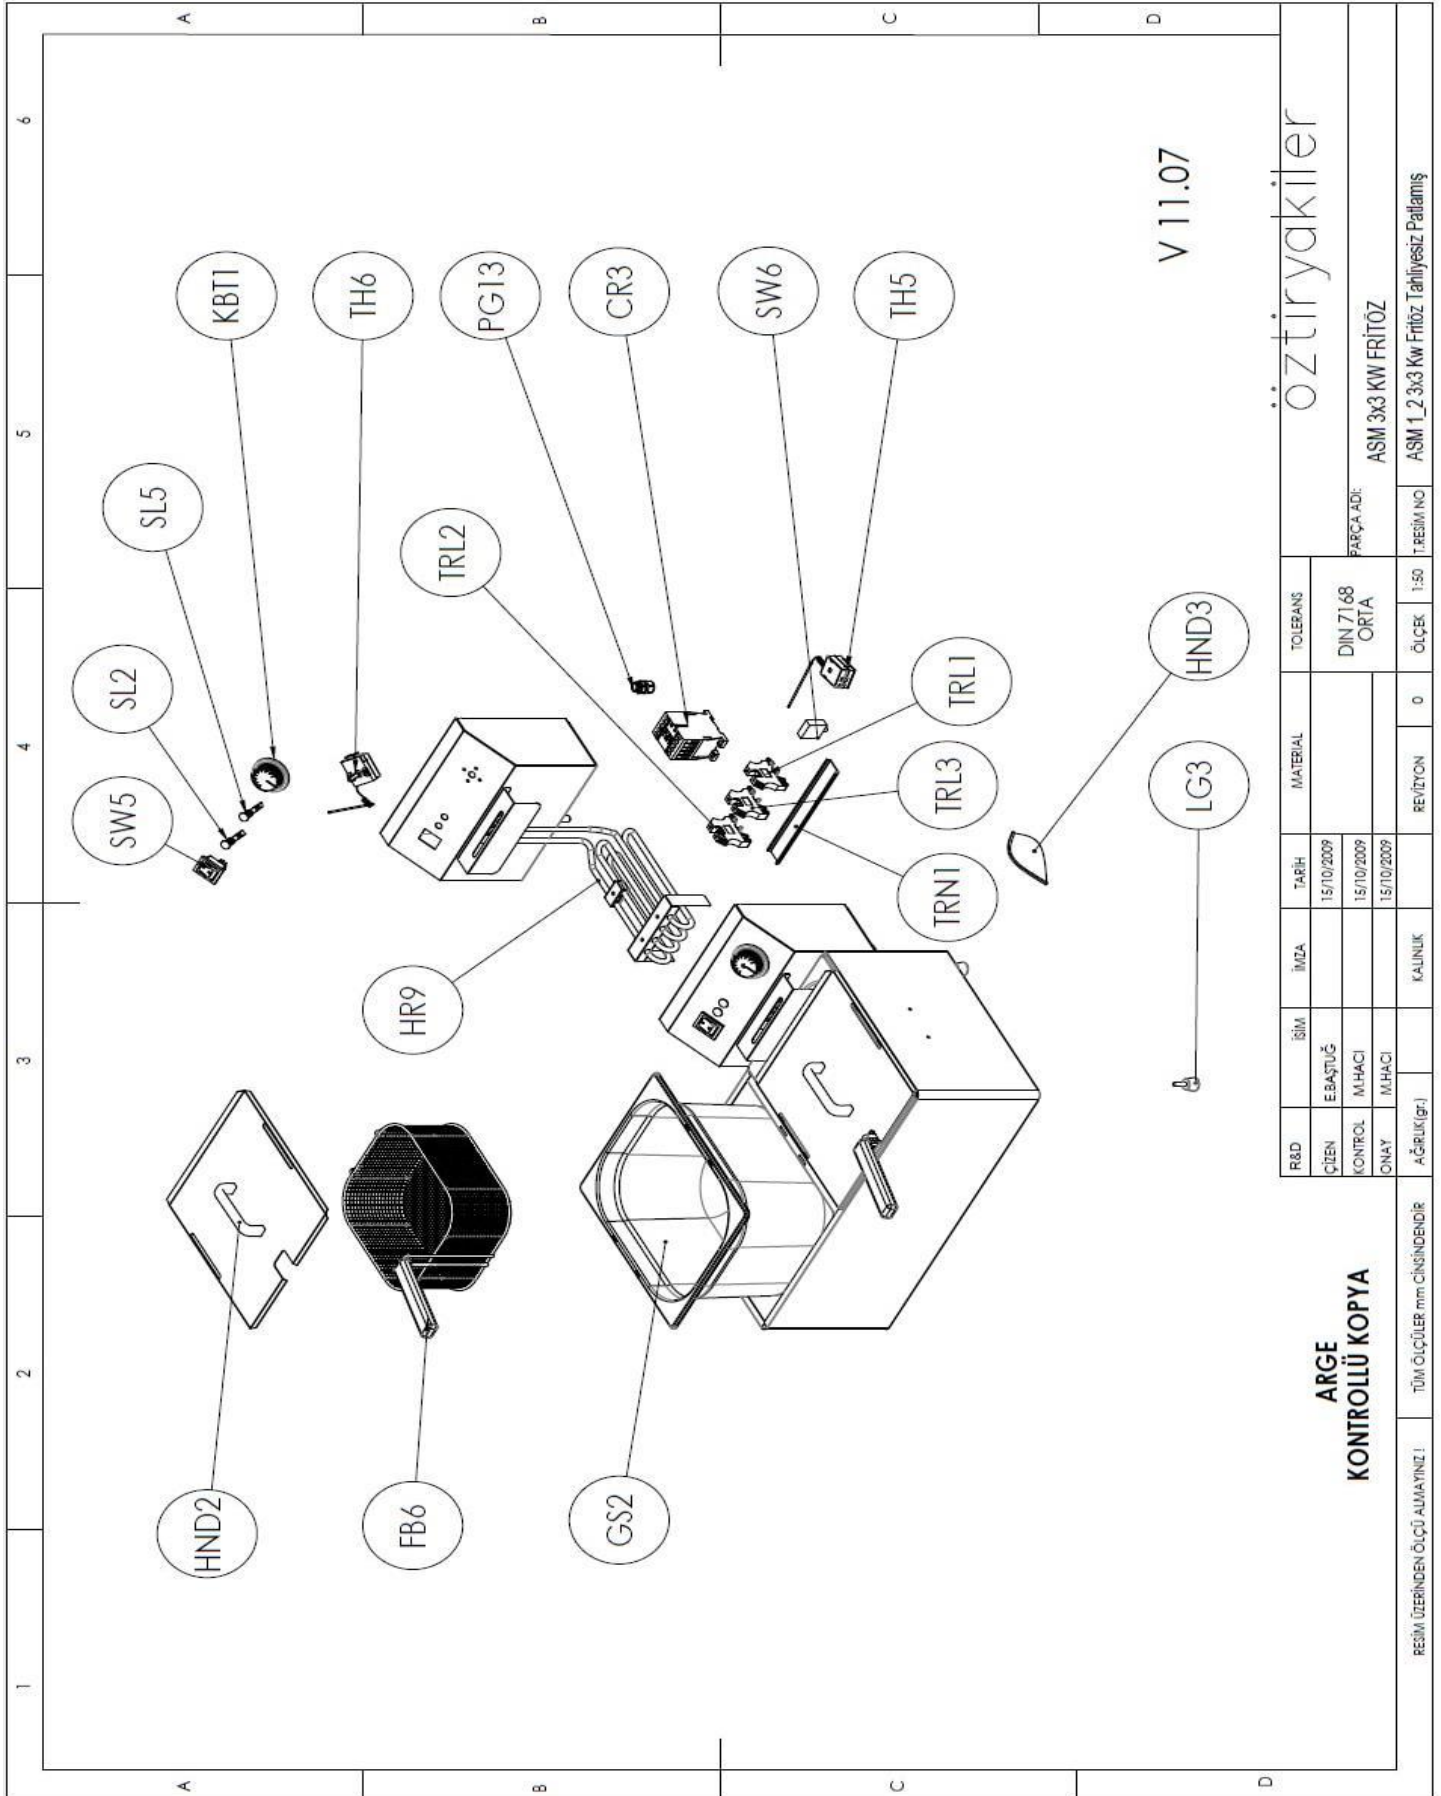 1
2
3
4
5
6
A
B
C
D
A
B
C
D
SW5
SL2
SL5
KBT1
TH6
PG13
CR3
SW6
TH5
TRL2
TRL1
TRL3
TRN1
HND3
LG3
HR9
HND2
FB6
GS2
V 11.07
ARGE
KONTROLLÜ KOPYA
R&D
İSİM
İMZA
TARİH
MATERIAL
TOLERANS
öztiryakiler
ÇİZEN
E.BAŞTUĞ
15/10/2009
DIN 7168
ORTA
KONTROL
M.HACI
15/10/2009
PARÇA ADI:
ASM 3x3 KW FRİTÖZ
ONAY
M.HACI
15/10/2009
RESİM ÜZERİNDEN ÖLÇÜ ALMAYINIZ !
TÜM ÖLÇÜLER mm CİNSİNDENDİR
AĞIRLIK(gr.)
KALINLIK
REVİZYON
0
ÖLÇEK
1:50
T.RESİM NO
ASM 1_2 3x3 Kw Fritöz Tahliyesiz Patlamış